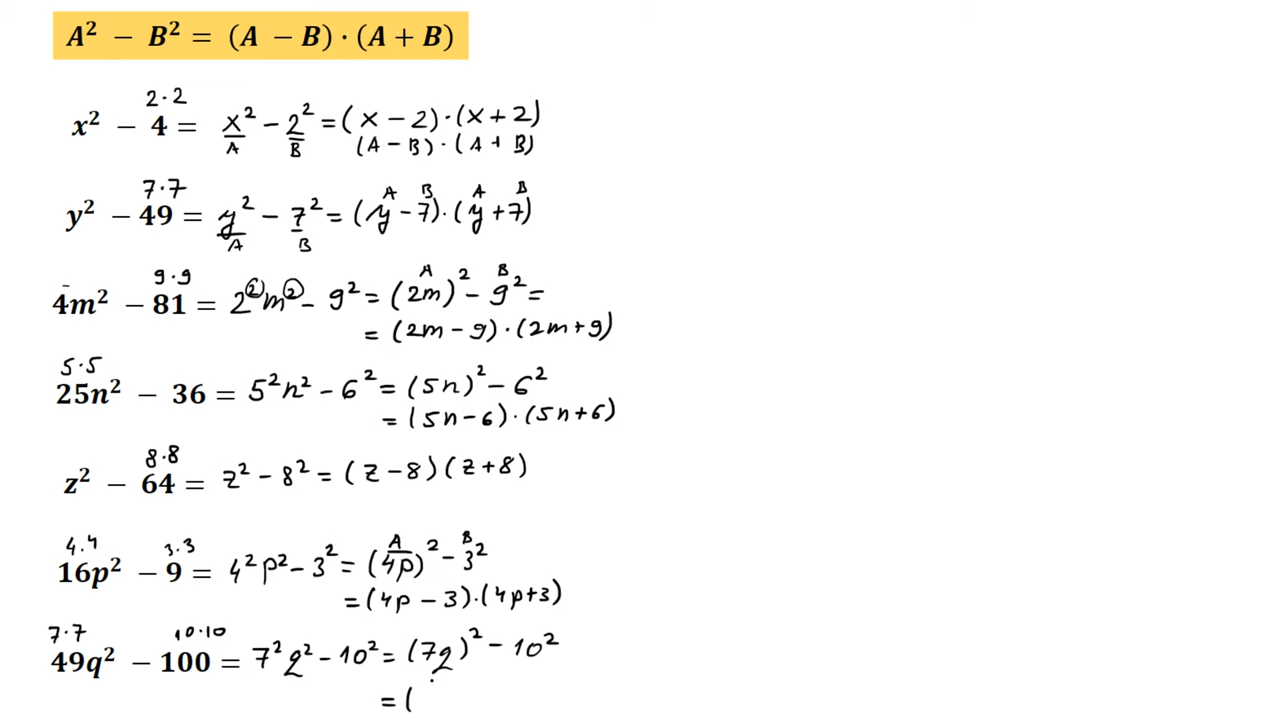 A² − B² = (A − B) · (A + B)
2·2
x² − 4 = x² − 2² = (x − 2)·(x + 2)
A B (A − B) · (A + B)
7·7 A B A B
y² − 49 = y² − 7² = (y − 7)·(y + 7)
A B
9·9 A B
4m² − 81 = 2²m² − 9² = (2m)² − 9² =
= (2m − 9)·(2m + 9)
5·5
25n² − 36 = 5²n² − 6² = (5n)² − 6²
= (5n − 6)·(5n + 6)
8·8
z² − 64 = z² − 8² = (z − 8)(z + 8)
4.4 3.3 A B
16p² − 9 = 4²p² − 3² = (4p)² − 3²
= (4p − 3)·(4p + 3)
7·7 10·10
49q² − 100 = 7²q² − 10² = (7q)² − 10²
= (